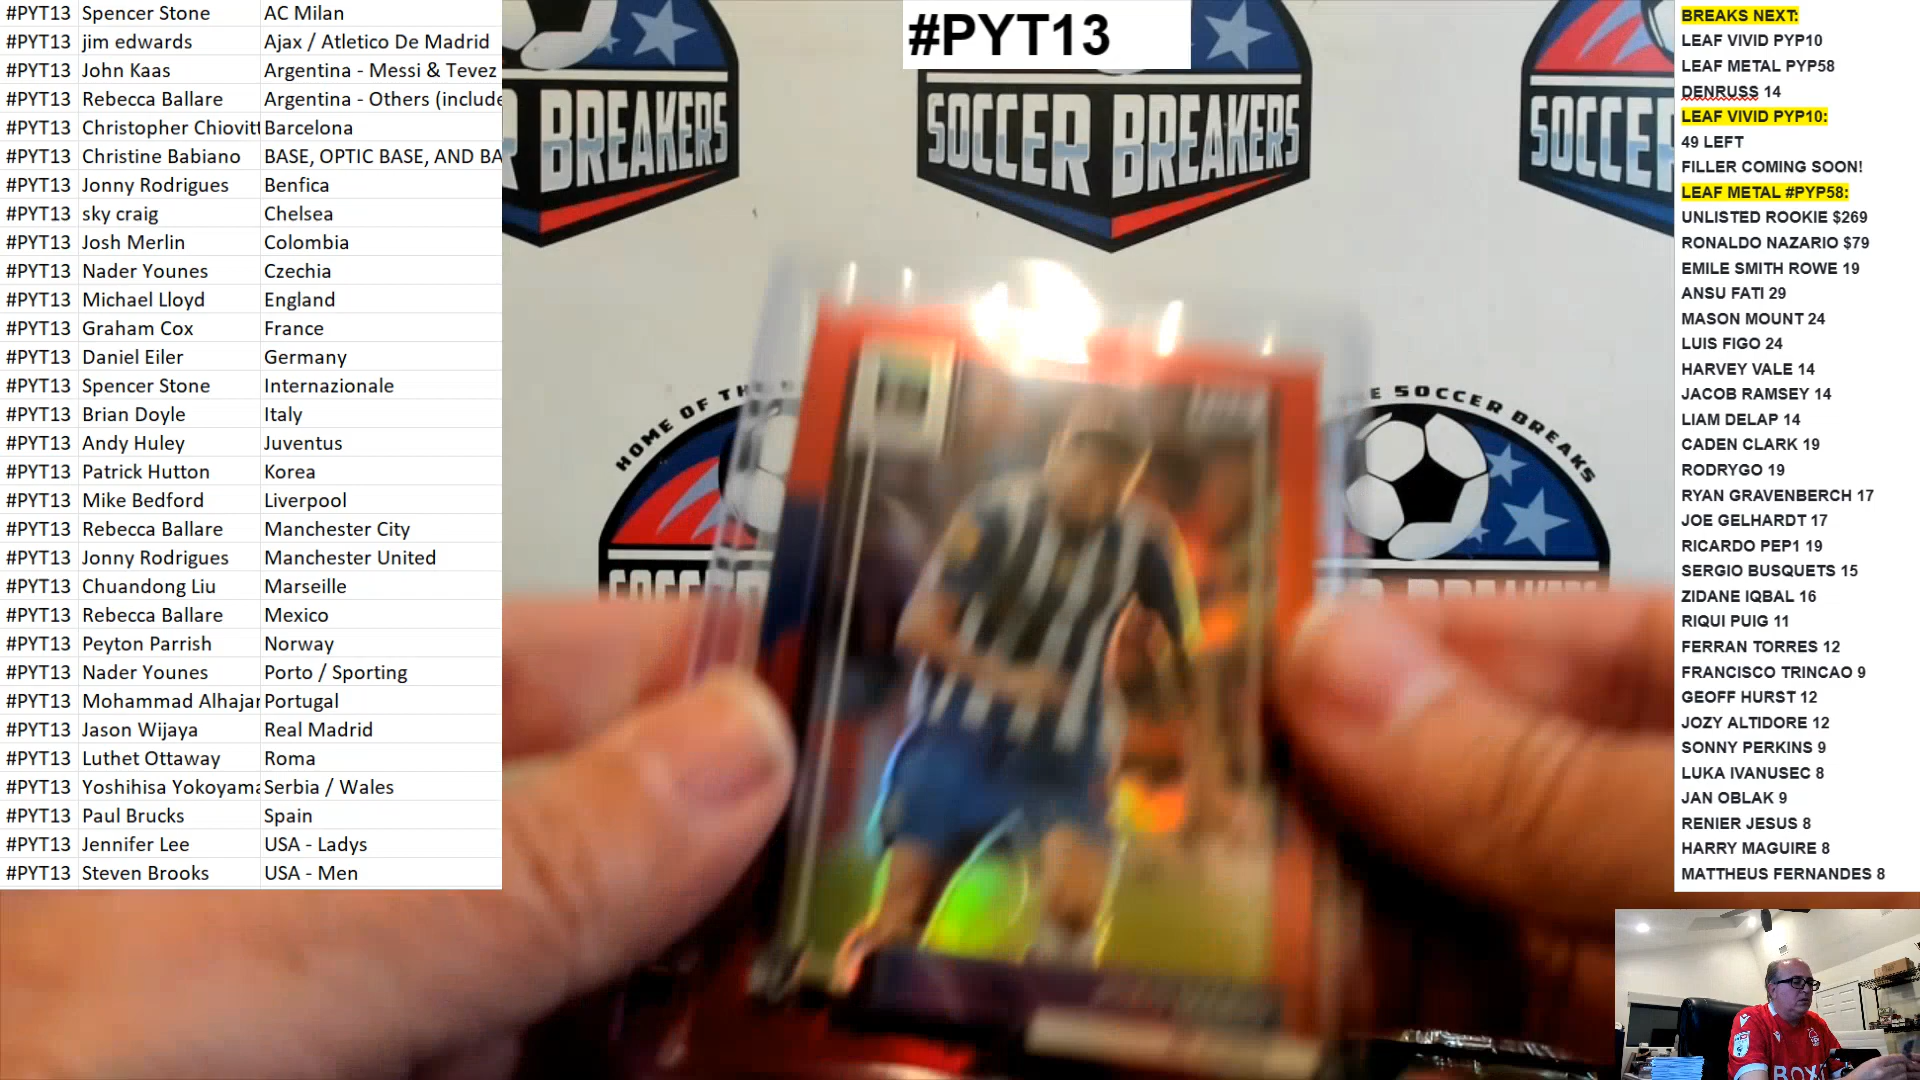 #PYT13 Spencer Stone AC Milan
#PYT13 jim edwards Ajax / Atletico De Madrid
#PYT13 John Kaas Argentina - Messi & Tevez
#PYT13 Rebecca Ballare Argentina - Others (include
#PYT13 Christopher Chiovitt Barcelona
#PYT13 Christine Babiano BASE, OPTIC BASE, AND BA
#PYT13 Jonny Rodrigues Benfica
#PYT13 sky craig Chelsea
#PYT13 Josh Merlin Colombia
#PYT13 Nader Younes Czechia
#PYT13 Michael Lloyd England
#PYT13 Graham Cox France
#PYT13 Daniel Eiler Germany
#PYT13 Spencer Stone Internazionale
#PYT13 Brian Doyle Italy
#PYT13 Andy Huley Juventus
#PYT13 Patrick Hutton Korea
#PYT13 Mike Bedford Liverpool
#PYT13 Rebecca Ballare Manchester City
#PYT13 Jonny Rodrigues Manchester United
#PYT13 Chuandong Liu Marseille
#PYT13 Rebecca Ballare Mexico
#PYT13 Peyton Parrish Norway
#PYT13 Nader Younes Porto / Sporting
#PYT13 Mohammad Alhajar Portugal
#PYT13 Jason Wijaya Real Madrid
#PYT13 Luthet Ottaway Roma
#PYT13 Yoshihisa Yokoyama Serbia / Wales
#PYT13 Paul Brucks Spain
#PYT13 Jennifer Lee USA - Ladys
#PYT13 Steven Brooks USA - Men
#PYT13
R BREAKERS
SOCCER BREAKERS
SOCCER
HOME OF THE
E SOCCER BREAKS
SOCCER
BREAKERS
BREAKS NEXT:
LEAF VIVID PYP10
LEAF METAL PYP58
DENRUSS 14
LEAF VIVID PYP10:
49 LEFT
FILLER COMING SOON!
LEAF METAL #PYP58:
UNLISTED ROOKIE $269
RONALDO NAZARIO $79
EMILE SMITH ROWE 19
ANSU FATI 29
MASON MOUNT 24
LUIS FIGO 24
HARVEY VALE 14
JACOB RAMSEY 14
LIAM DELAP 14
CADEN CLARK 19
RODRYGO 19
RYAN GRAVENBERCH 17
JOE GELHARDT 17
RICARDO PEP1 19
SERGIO BUSQUETS 15
ZIDANE IQBAL 16
RIQUI PUIG 11
FERRAN TORRES 12
FRANCISCO TRINCAO 9
GEOFF HURST 12
JOZY ALTIDORE 12
SONNY PERKINS 9
LUKA IVANUSEC 8
JAN OBLAK 9
RENIER JESUS 8
HARRY MAGUIRE 8
MATTHEUS FERNANDES 8